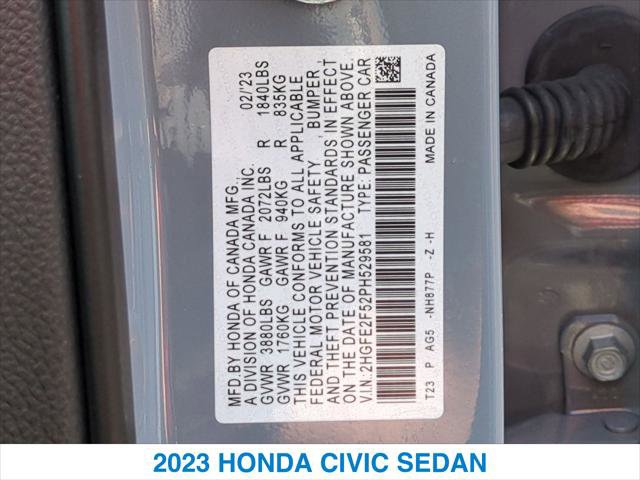 MFD.BY HONDA OF CANADA MFG.,
A DIVISION OF HONDA CANADA INC. 02/'23
GVWR 3880LBS GAWR F 2072LBS R 1840LBS
GVWR 1760KG GAWR F 940KG R 835KG
THIS VEHICLE CONFORMS TO ALL APPLICABLE
FEDERAL MOTOR VEHICLE SAFETY , BUMPER ,
AND THEFT PREVENTION STANDARDS IN EFFECT
ON THE DATE OF MANUFACTURE SHOWN ABOVE.
V.I.N.:2HGFE2F52PH529581 TYPE: PASSENGER CAR
T23 P AG5 -NH877P -Z -H MADE IN CANADA
2023 HONDA CIVIC SEDAN